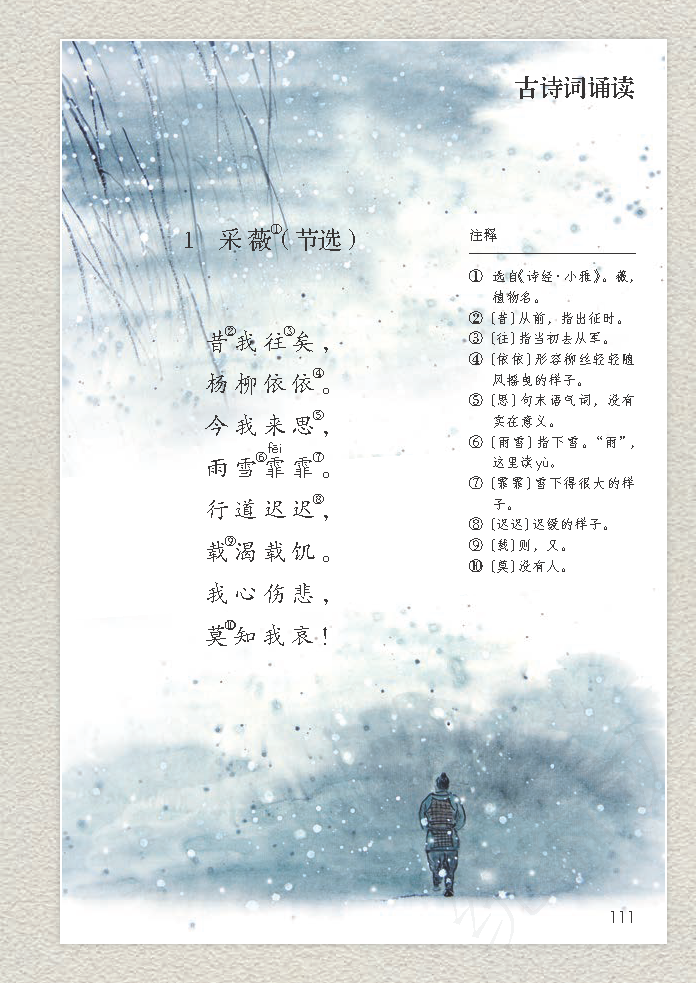 古诗词诵读
1 采薇①（节选）
昔②我往③矣，
杨柳依依④。
今我来思⑤，
fēi
雨雪⑥霏霏⑦。
行道迟迟⑧，
载⑨渴载饥。
我心伤悲，
莫⑩知我哀！
注释
① 选自《诗经·小雅》。薇，
植物名。
② 〔昔〕从前，指出征时。
③ 〔往〕指当初去从军。
④ 〔依依〕形容柳丝轻轻随
风摇曳的样子。
⑤ 〔思〕句末语气词，没有
实在意义。
⑥ 〔雨雪〕指下雪。“雨”，
这里读yù。
⑦ 〔霏霏〕雪下得很大的样
子。
⑧ 〔迟迟〕迟缓的样子。
⑨ 〔载〕则，又。
⑩ 〔莫〕没有人。
111